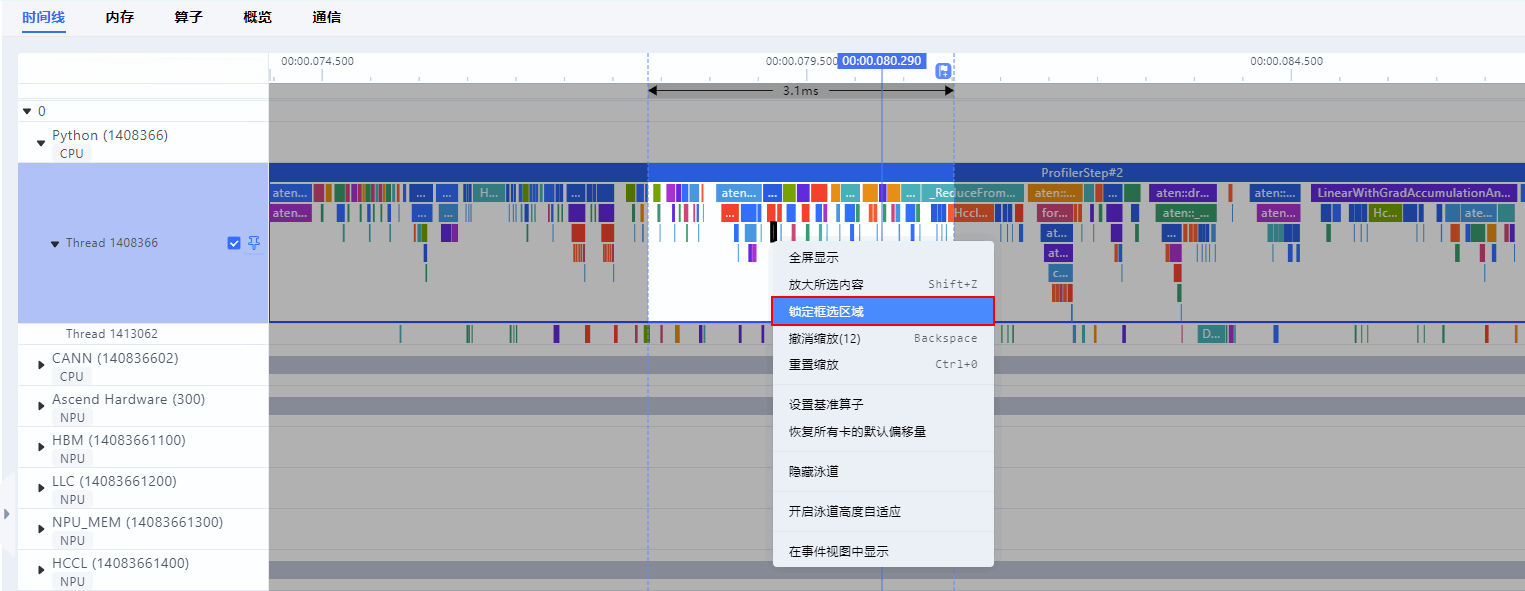 时间线 内存 算子 概览 通信
00:00.074.500 00:00.079.500 00:00.080.290 00:00.084.500
3.1ms
0
Python (1408366)
CPU
ProfilerStep#2
aten... H... ... ... ... aten... ... ... ... _ReduceFrom... aten::... ... aten::dr... aten::... LinearWithGradAccumulationAn...
aten... ... ... ... Hccl... for... aten::_... aten... Hc... ate...
at... ...
Thread 1408366
at...
c...
Thread 1413062
D...
CANN (140836602)
CPU
Ascend Hardware (300)
NPU
HBM (14083661100)
NPU
LLC (14083661200)
NPU
NPU_MEM (14083661300)
NPU
HCCL (14083661400)
NPU
全屏显示
放大所选内容 Shift+Z
锁定框选区域
撤消缩放(12) Backspace
重置缩放 Ctrl+0
设置基准算子
恢复所有卡的默认偏移量
隐藏泳道
开启泳道高度自适应
在事件视图中显示